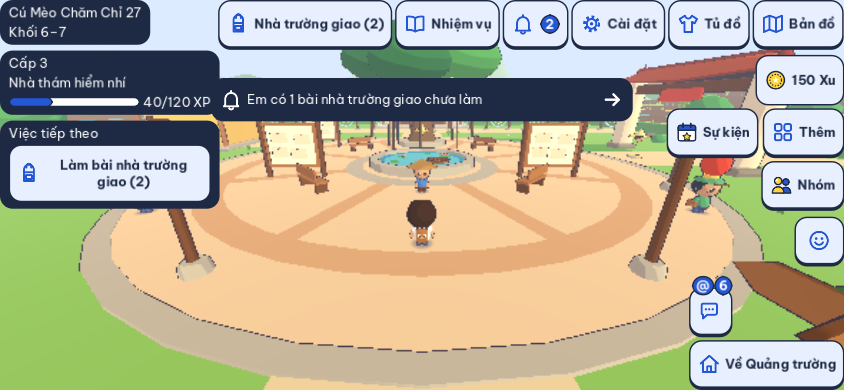 Cú Mèo Chăm Chỉ 27
Khối 6–7
Nhà trường giao (2)
Nhiệm vụ
2
Cài đặt
Tủ đồ
Bản đồ
Cấp 3
Nhà thám hiểm nhí
40/120 XP
Em có 1 bài nhà trường giao chưa làm
150 Xu
Việc tiếp theo
Làm bài nhà trường
giao (2)
Sự kiện
Thêm
Nhóm
@ 6
Về Quảng trường